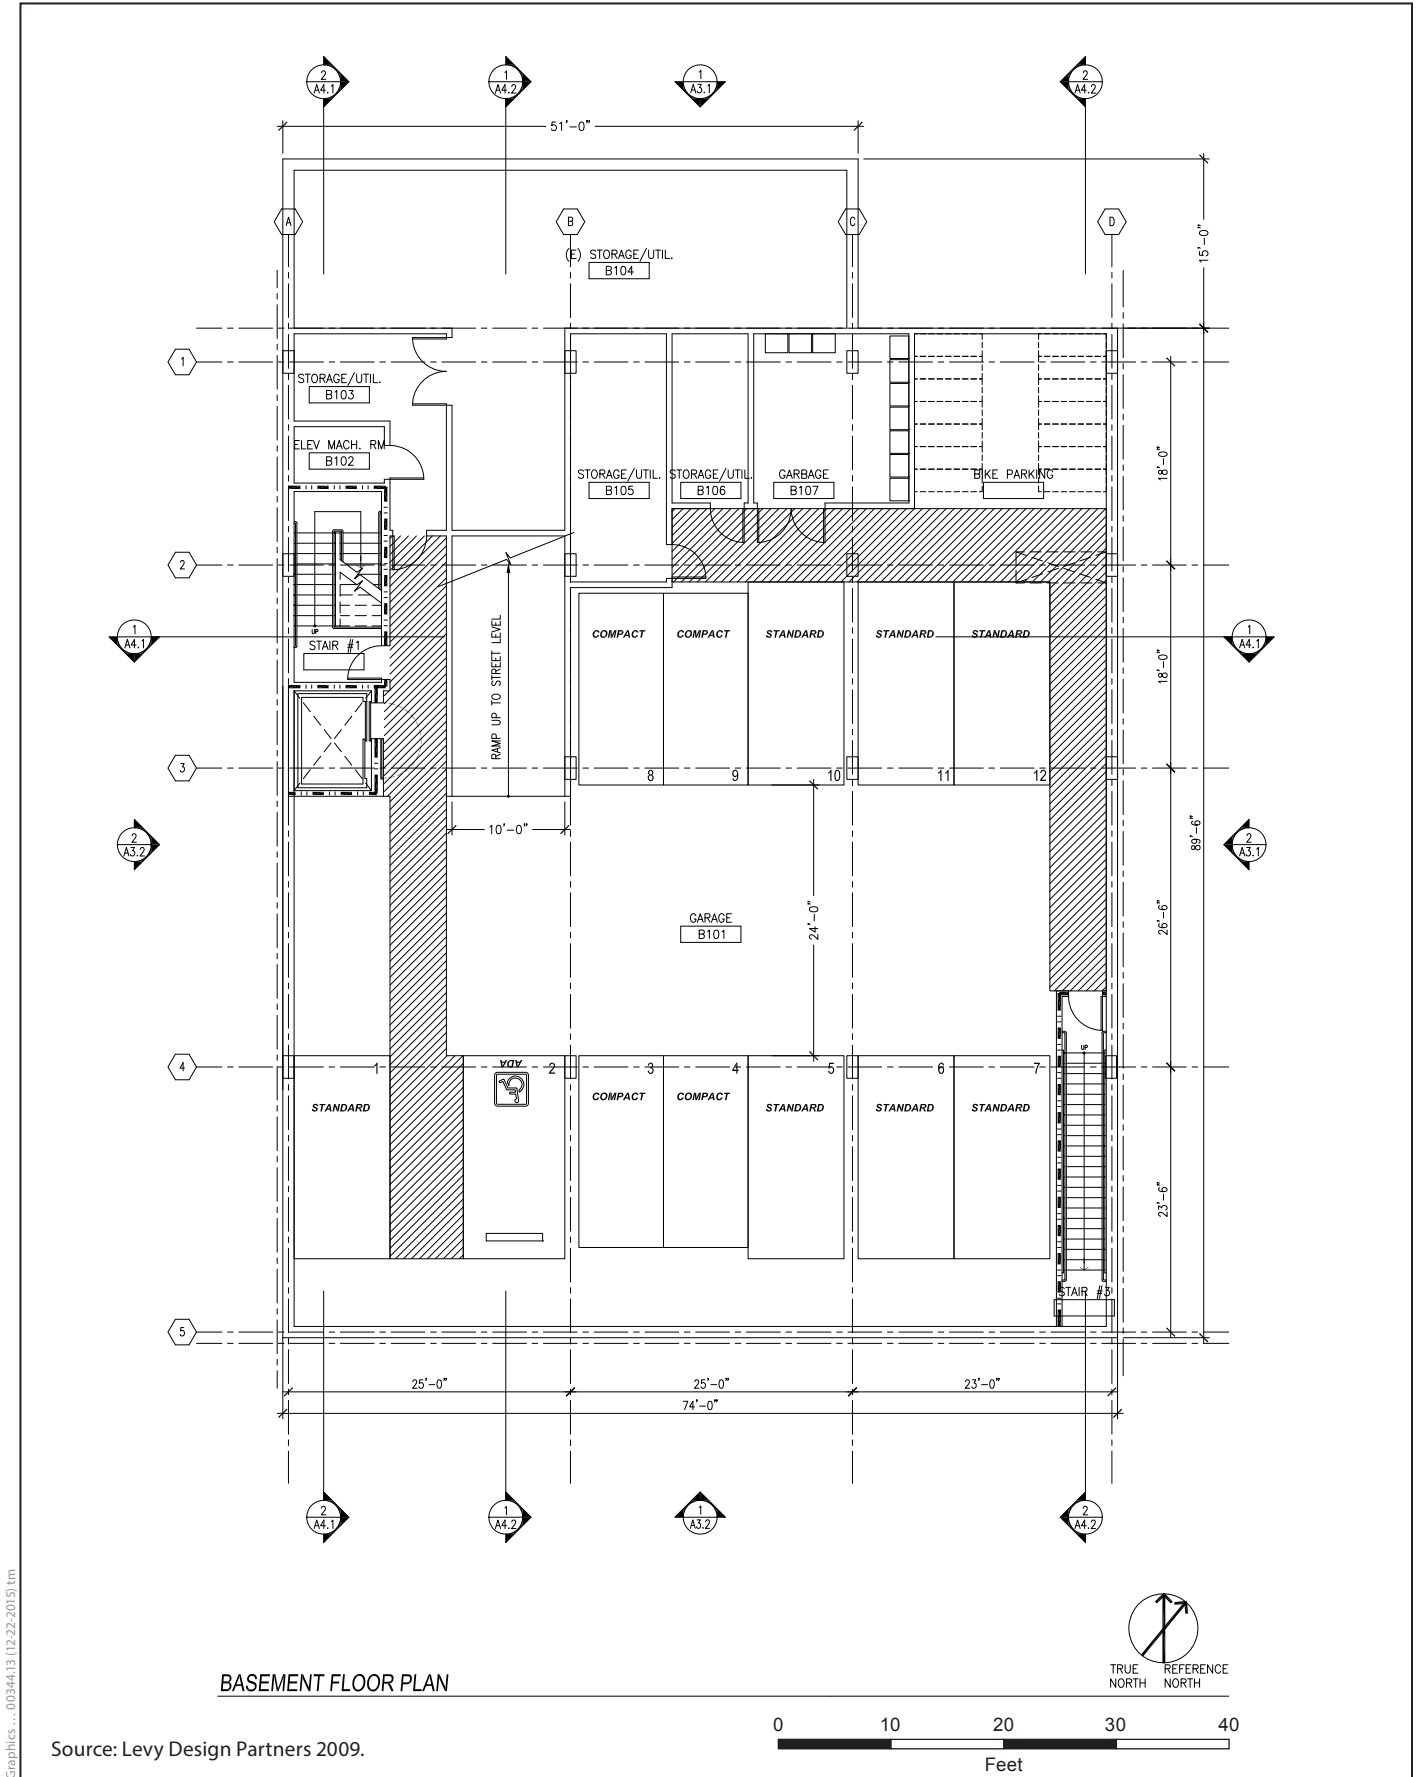 2 1 1 2
A4.1 A4.2 A3.1 A4.2
51'-0"
A B C D
15'-0"
(E) STORAGE/UTIL.
B104
1
STORAGE/UTIL.
B103
ELEV MACH. RM
B102
18'-0"
STORAGE/UTIL. STORAGE/UTIL. GARBAGE BIKE PARKING
B105 B106 B107
2
RAMP UP TO STREET LEVEL
UP
STAIR #1
COMPACT COMPACT STANDARD STANDARD STANDARD
1 1
A4.1 A4.1
18'-0"
3
8 9 10 11 12
10'-0"
2 2
A3.2 A3.1
89'-6"
GARAGE
B101
24'-0"
26'-6"
UP
4
1 ADA 2 3 4 5 6 7
STANDARD COMPACT COMPACT STANDARD STANDARD STANDARD
23'-6"
STAIR #3
5
25'-0" 25'-0" 23'-0"
74'-0"
2 1 1 2
A4.1 A4.2 A3.2 A4.2
TRUE REFERENCE
NORTH NORTH
BASEMENT FLOOR PLAN
0 10 20 30 40
Feet
Source: Levy Design Partners 2009.
Graphics ... 00344.13 (12-22-2015) tm